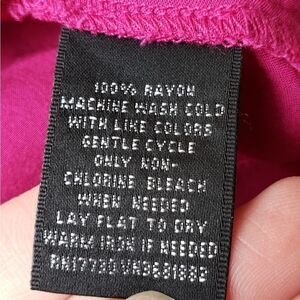 100% RAYON
MACHINE WASH COLD
WITH LIKE COLORS
GENTLE CYCLE
ONLY NON-
CHLORINE BLEACH
WHEN NEEDED
LAY FLAT TO DRY
WARM IRON IF NEEDED